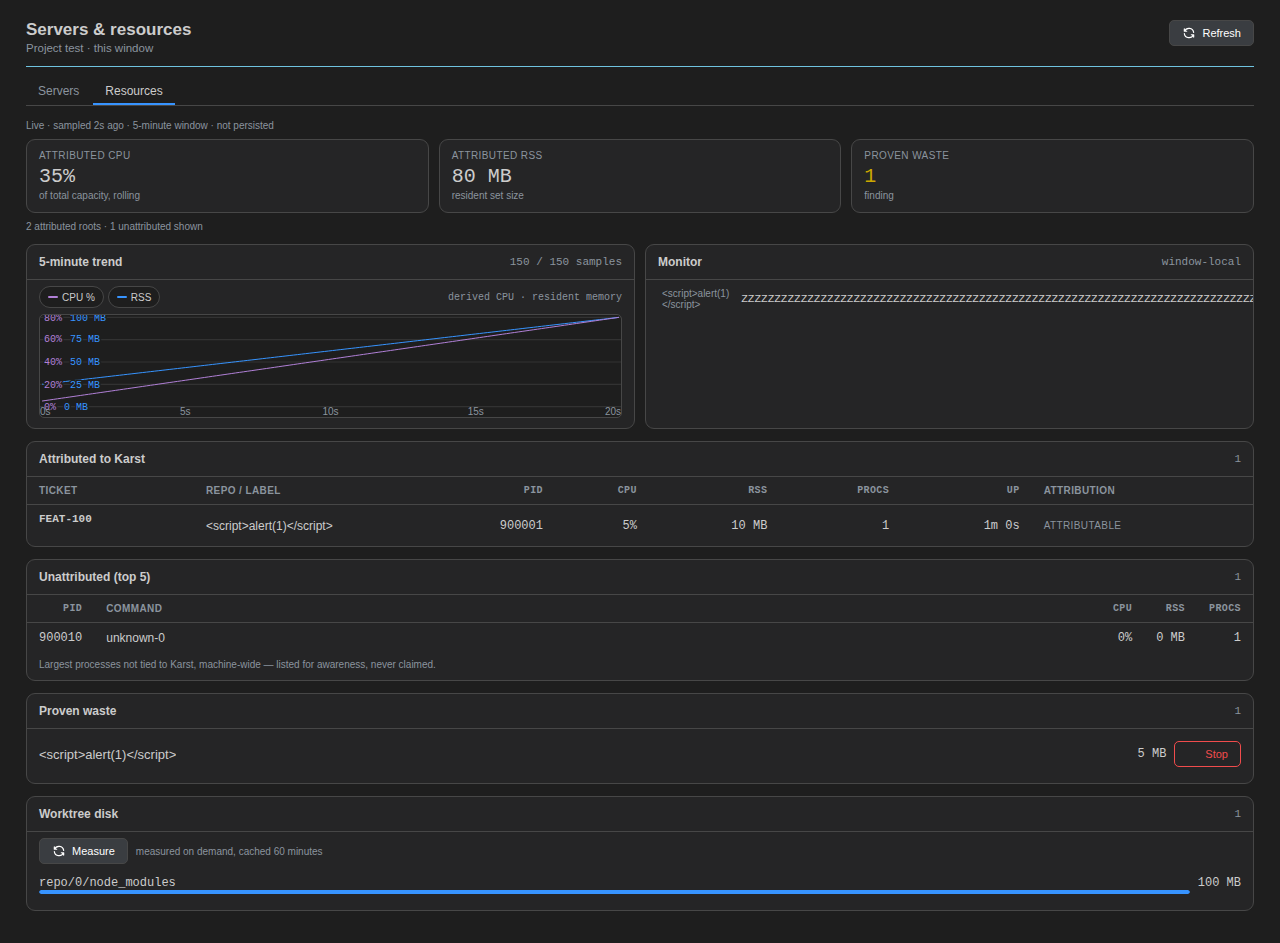 Servers & resources
Project test · this window
Refresh
Servers
Resources
Live · sampled 2s ago · 5-minute window · not persisted
ATTRIBUTED CPU
35%
of total capacity, rolling
ATTRIBUTED RSS
80 MB
resident set size
PROVEN WASTE
1
finding
2 attributed roots · 1 unattributed shown
5-minute trend
150 / 150 samples
CPU %
RSS
derived CPU · resident memory
80% 100 MB
60% 75 MB
40% 50 MB
20% 25 MB
0% 0 MB
0s 5s 10s 15s 20s
Monitor
window-local
<script>alert(1)
</script>
Attributed to Karst
1
TICKET REPO / LABEL PID CPU RSS PROCS UP ATTRIBUTION
FEAT-100 <script>alert(1)</script> 900001 5% 10 MB 1 1m 0s ATTRIBUTABLE
Unattributed (top 5)
1
PID COMMAND CPU RSS PROCS
900010 unknown-0 0% 0 MB 1
Largest processes not tied to Karst, machine-wide — listed for awareness, never claimed.
Proven waste
1
<script>alert(1)</script>
5 MB
Stop
Worktree disk
1
Measure
measured on demand, cached 60 minutes
repo/0/node_modules
100 MB